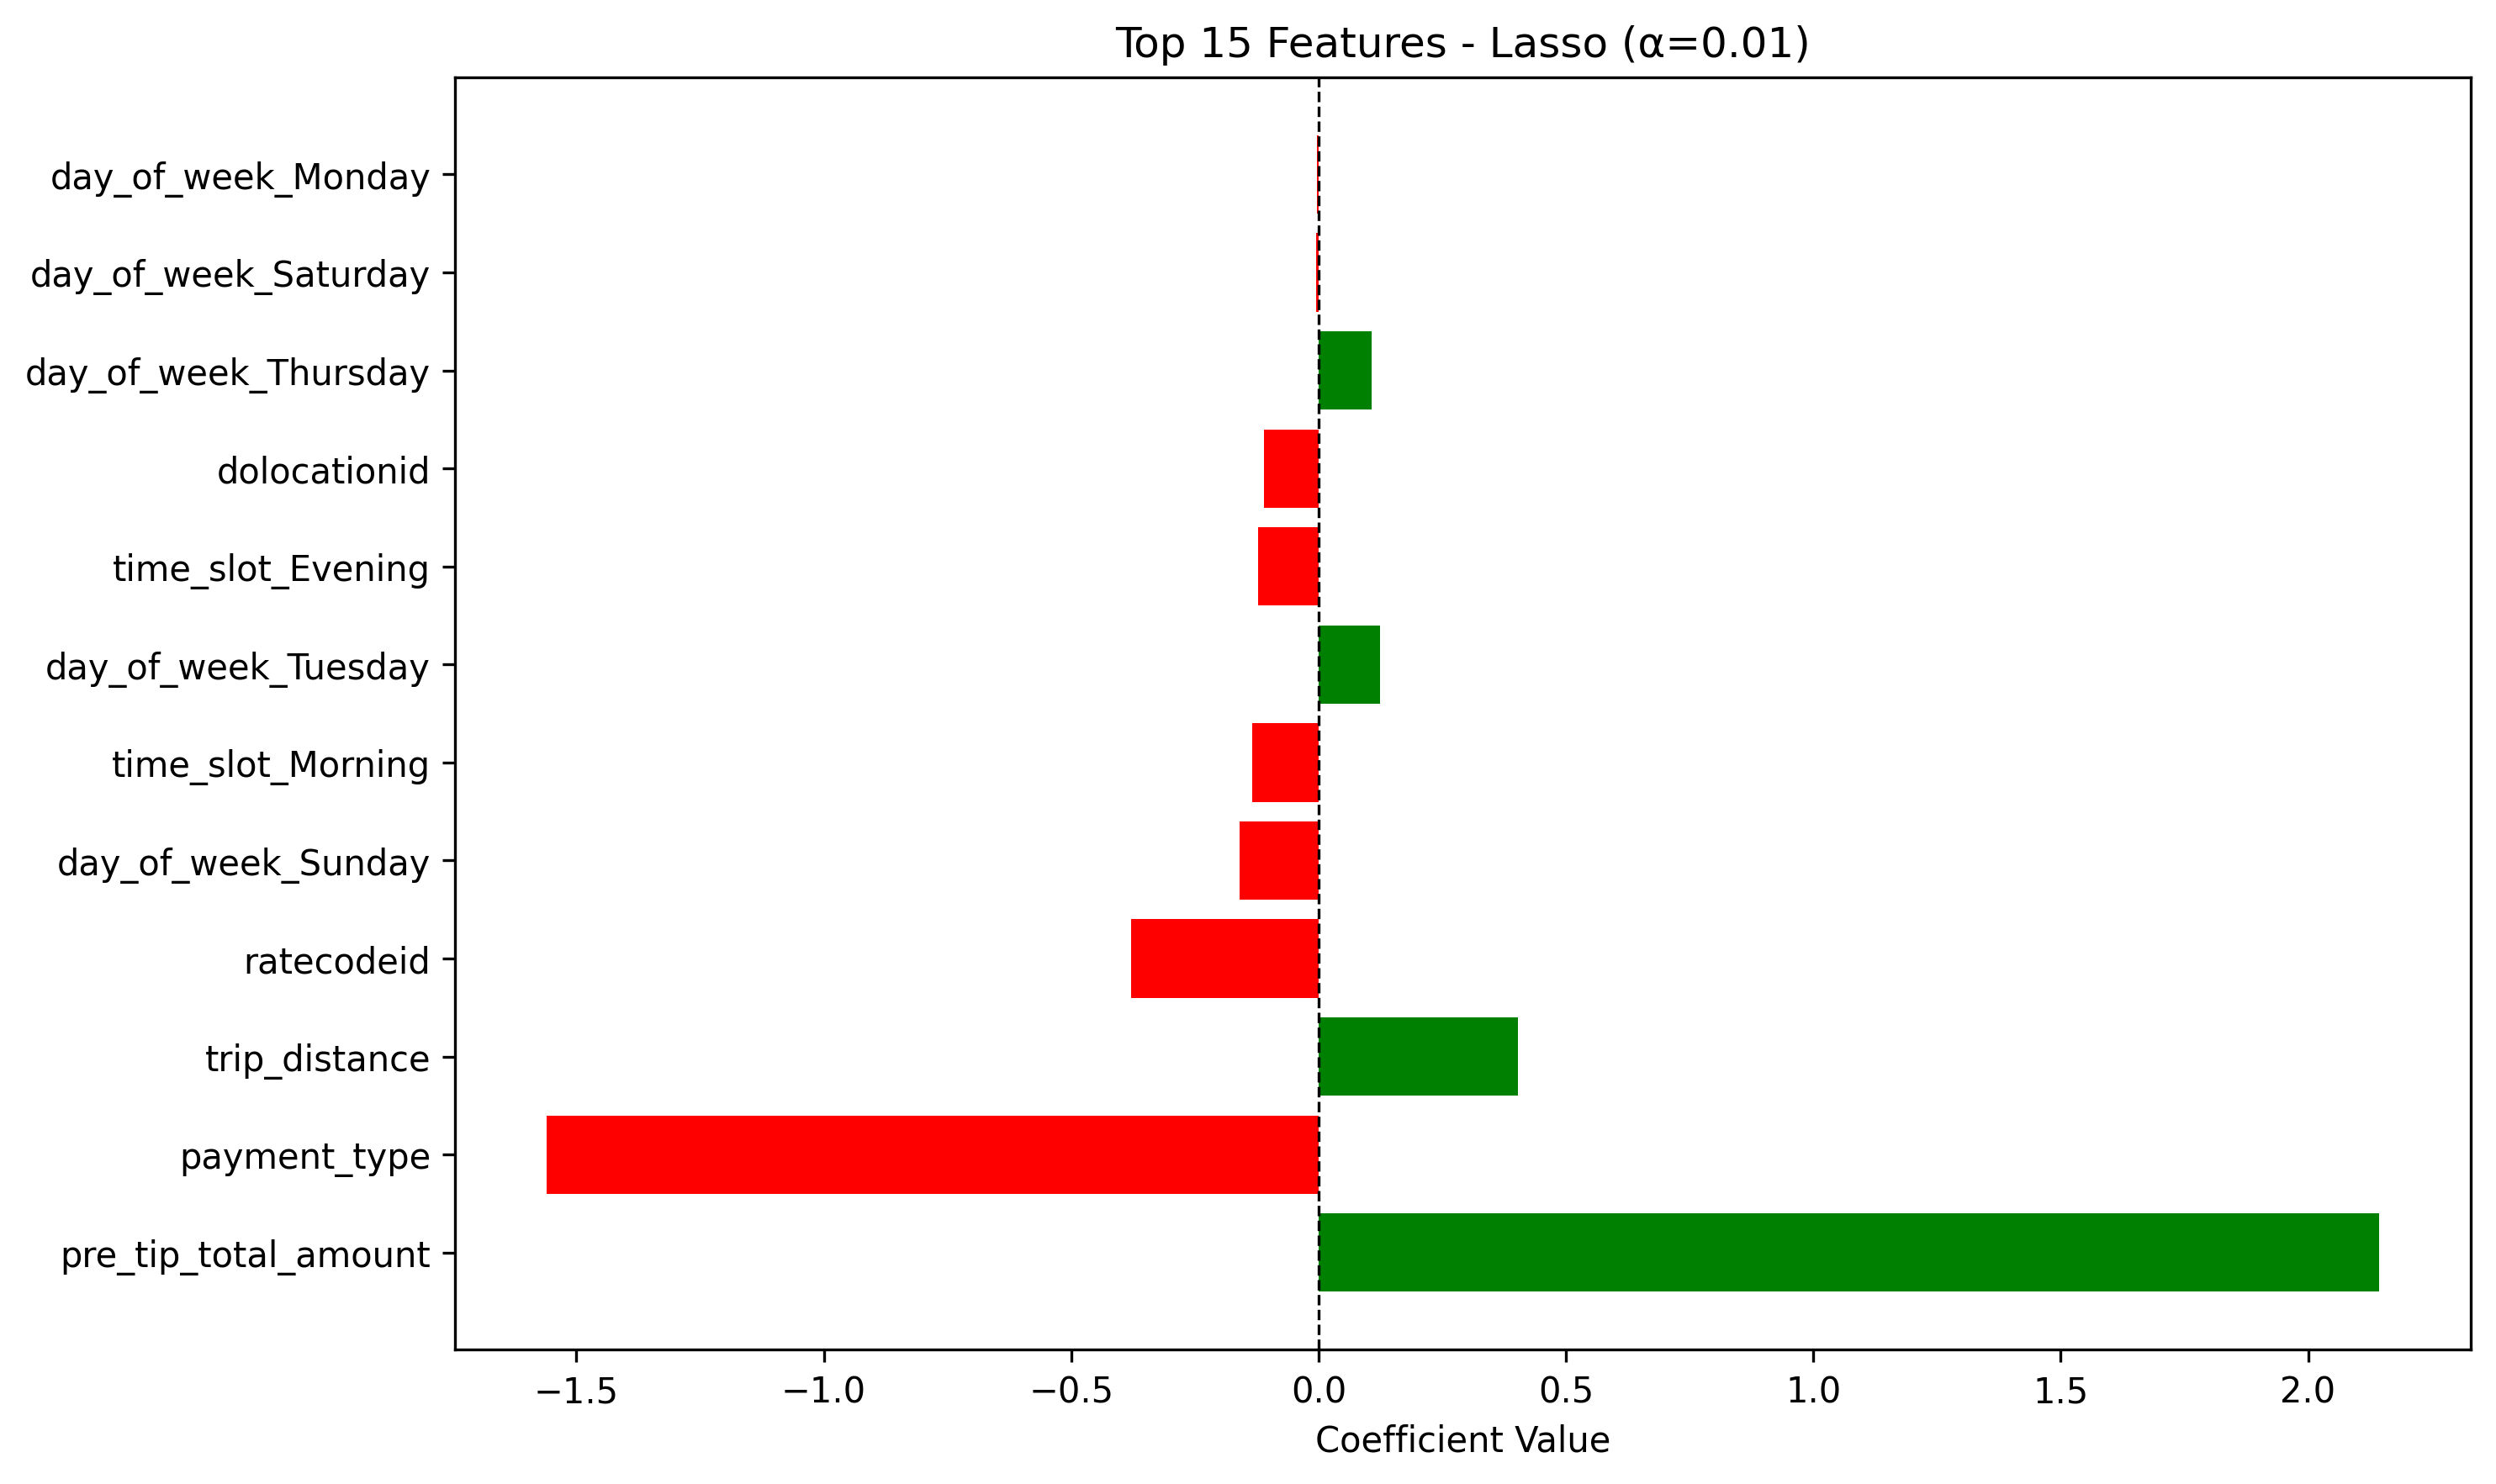 Top 15 Features - Lasso (α=0.01)
day_of_week_Monday
day_of_week_Saturday
day_of_week_Thursday
dolocationid
time_slot_Evening
day_of_week_Tuesday
time_slot_Morning
day_of_week_Sunday
ratecodeid
trip_distance
payment_type
pre_tip_total_amount
−1.5 −1.0 −0.5 0.0 0.5 1.0 1.5 2.0
Coefficient Value